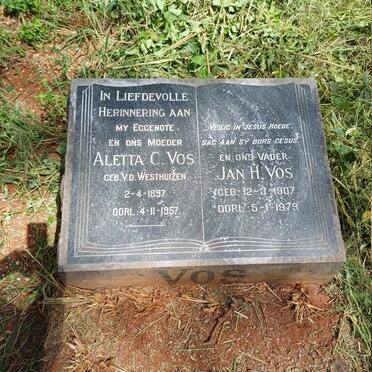 IN LIEFDEVOLLE
HERINNERING AAN
MY EGGENOTE,
EN ONS MOEDER
ALETTA C. VOS
GEB. V.D. WESTHUIZEN
2-4-1897
OORL. 4-11-1957
VEILIG IN JESUS HOEDE,
SAG AAN SY BORS GESUS.
EN ONS VADER
JAN H. VOS
GEB: 12-3-1907
OORL: 5-1-1979
VOS